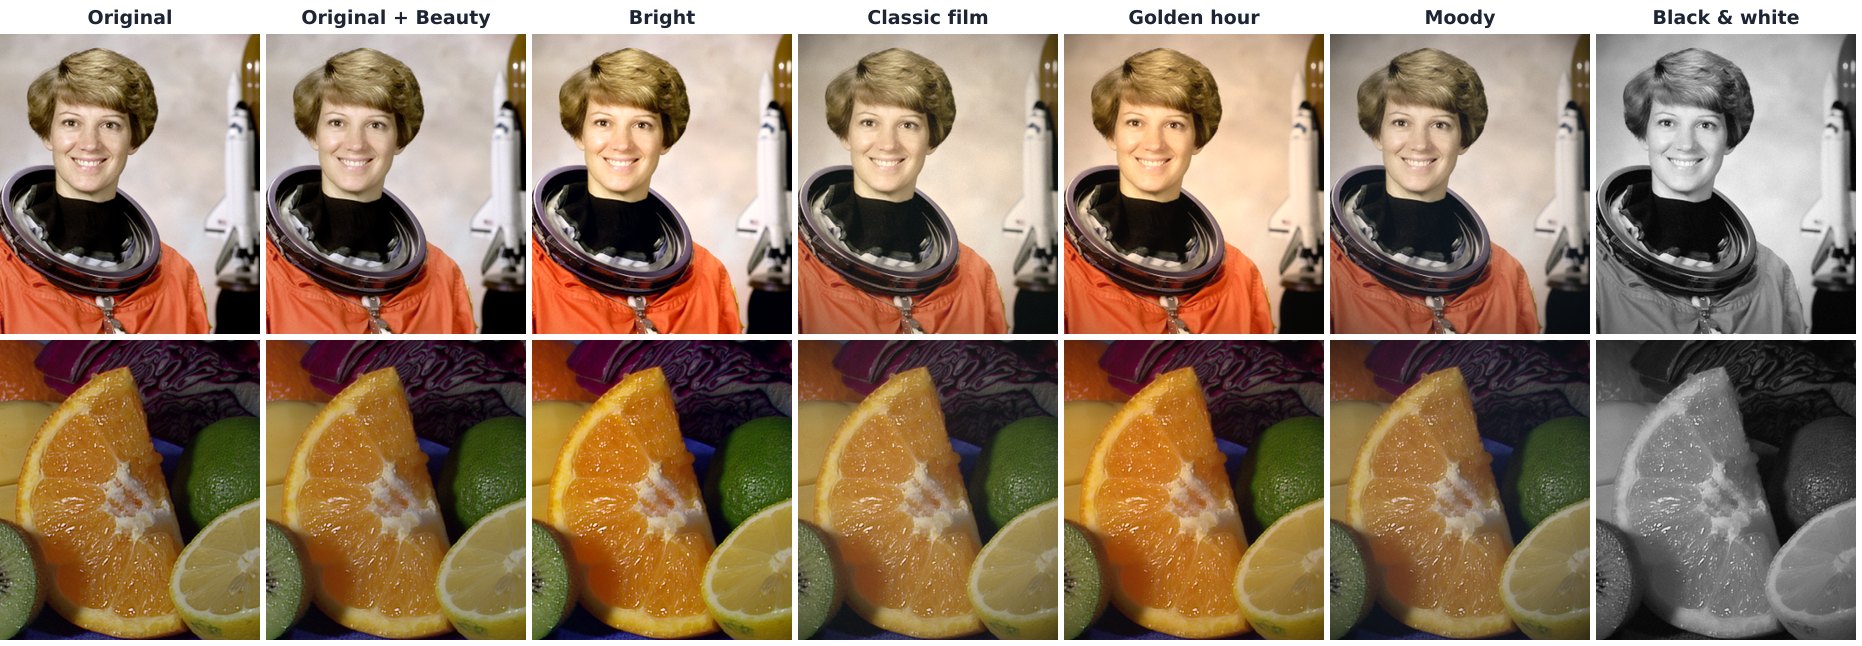 Original
Original + Beauty
Bright
Classic film
Golden hour
Moody
Black & white